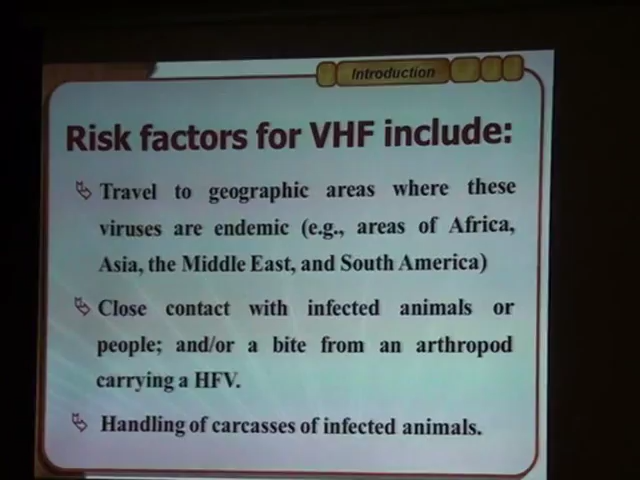 Introduction
Risk factors for VHF include:
Travel to geographic areas where these
viruses are endemic (e.g., areas of Africa,
Asia, the Middle East, and South America)
Close contact with infected animals or
people; and/or a bite from an arthropod
carrying a HFV.
Handling of carcasses of infected animals.